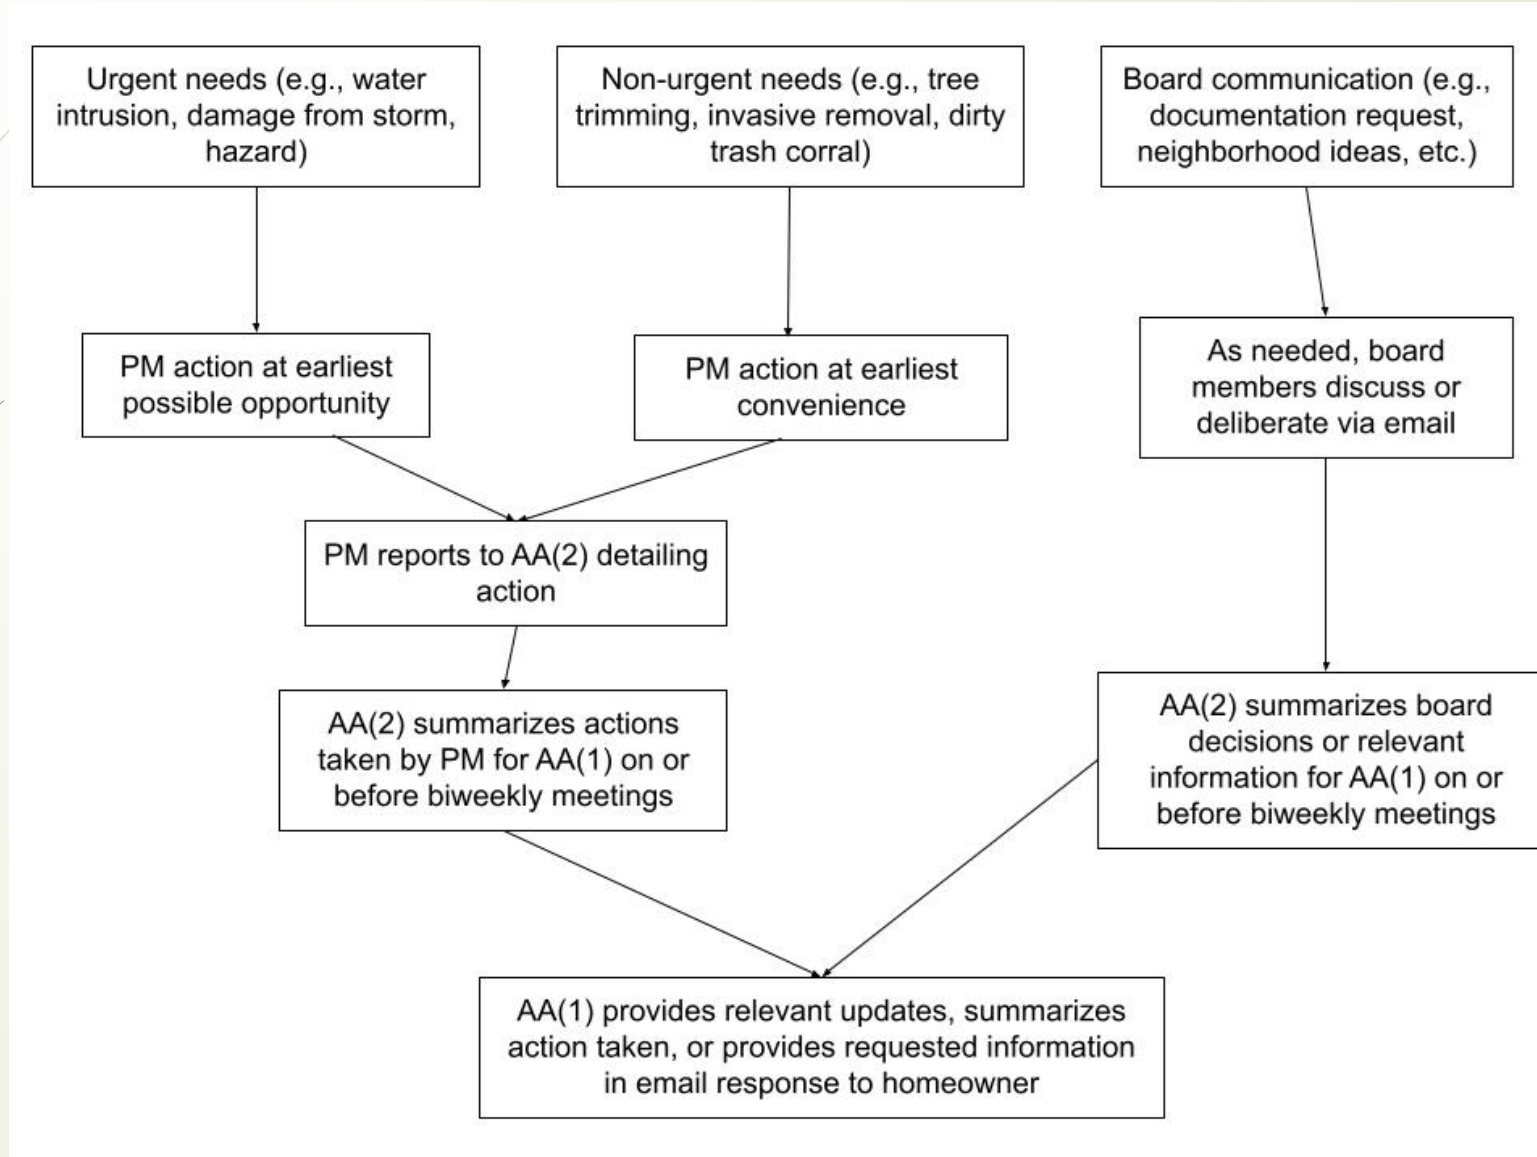 Urgent needs (e.g., water
intrusion, damage from storm,
hazard)
Non-urgent needs (e.g., tree
trimming, invasive removal, dirty
trash corral)
Board communication (e.g.,
documentation request,
neighborhood ideas, etc.)
PM action at earliest
possible opportunity
PM action at earliest
convenience
As needed, board
members discuss or
deliberate via email
PM reports to AA(2) detailing
action
AA(2) summarizes actions
taken by PM for AA(1) on or
before biweekly meetings
AA(2) summarizes board
decisions or relevant
information for AA(1) on or
before biweekly meetings
AA(1) provides relevant updates, summarizes
action taken, or provides requested information
in email response to homeowner